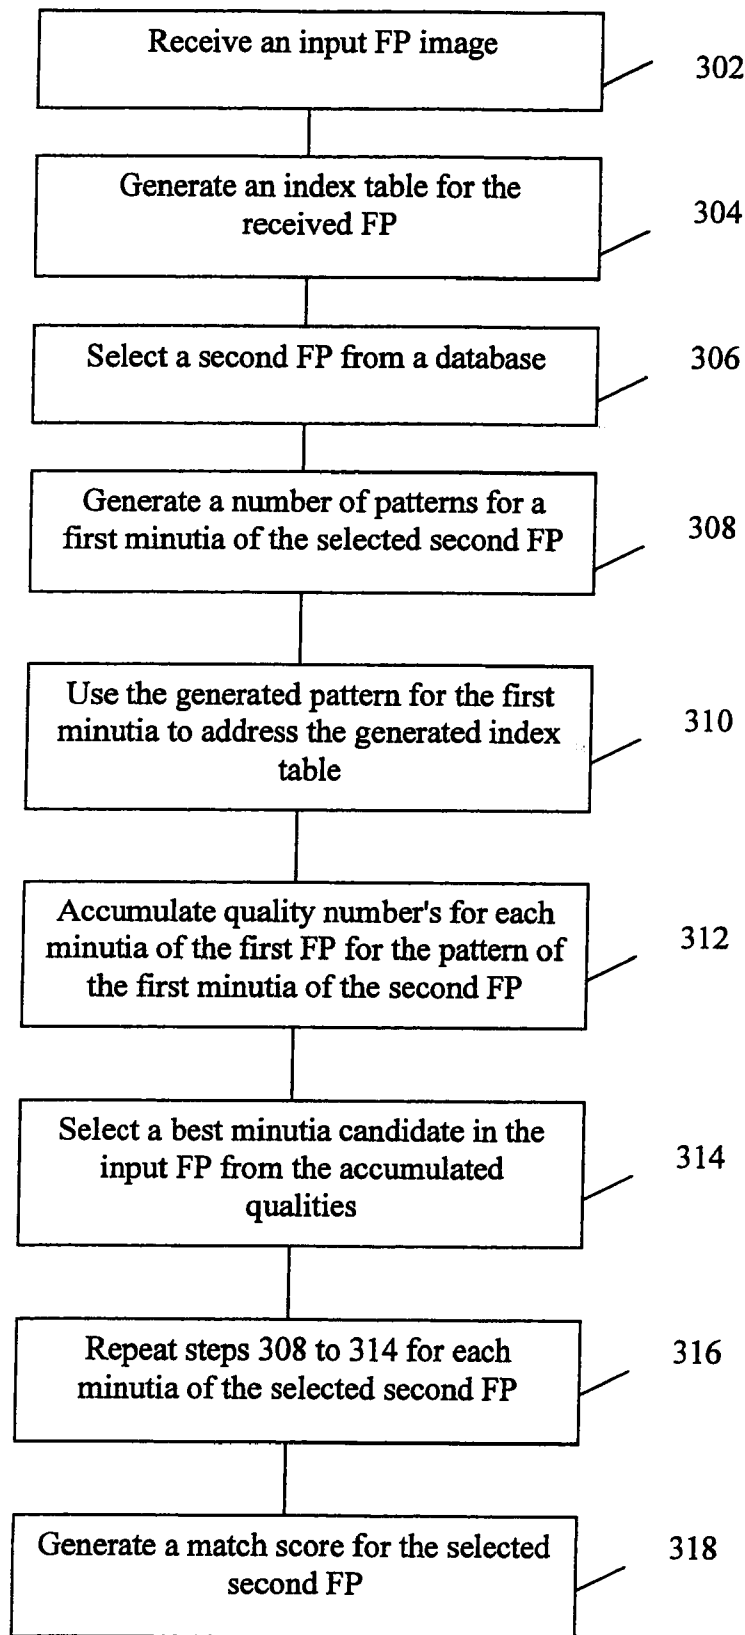 Receive an input FP image
302
Generate an index table for the
received FP
304
Select a second FP from a database
306
Generate a number of patterns for a
first minutia of the selected second FP
308
Use the generated pattern for the first
minutia to address the generated index
table
310
Accumulate quality number's for each
minutia of the first FP for the pattern of
the first minutia of the second FP
312
Select a best minutia candidate in the
input FP from the accumulated
qualities
314
Repeat steps 308 to 314 for each
minutia of the selected second FP
316
Generate a match score for the selected
second FP
318